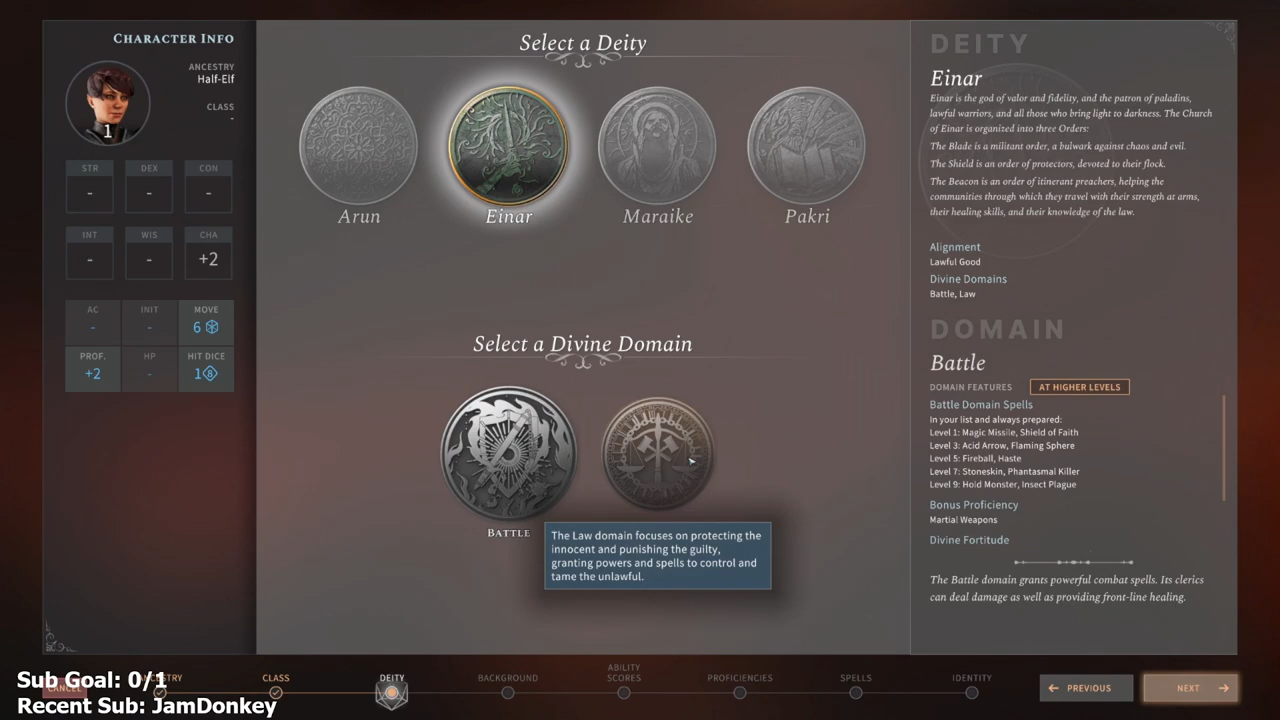 CHARACTER INFO
ANCESTRY
Half-Elf
CLASS
-
1
STR
DEX
CON
-
-
-
INT
WIS
CHA
-
-
+2
AC
INIT
MOVE
-
-
6
PROF.
HP
HIT DICE
+2
-
1 8
Select a Deity
Arun
Einar
Maraike
Pakri
Select a Divine Domain
BATTLE
The Law domain focuses on protecting the
innocent and punishing the guilty,
granting powers and spells to control and
tame the unlawful.
DEITY
Einar
Einar is the god of valor and fidelity, and the patron of paladins,
lawful warriors, and all those who bring light to darkness. The Church
of Einar is organized into three Orders:
The Blade is a militant order, a bulwark against chaos and evil.
The Shield is an order of protectors, devoted to their flock.
The Beacon is an order of itinerant preachers, helping the
communities through which they travel with their strength at arms,
their healing skills, and their knowledge of the law.
Alignment
Lawful Good
Divine Domains
Battle, Law
DOMAIN
Battle
DOMAIN FEATURES
AT HIGHER LEVELS
Battle Domain Spells
In your list and always prepared:
Level 1: Magic Missile, Shield of Faith
Level 3: Acid Arrow, Flaming Sphere
Level 5: Fireball, Haste
Level 7: Stoneskin, Phantasmal Killer
Level 9: Hold Monster, Insect Plague
Bonus Proficiency
Martial Weapons
Divine Fortitude
The Battle domain grants powerful combat spells. Its clerics
can deal damage as well as providing front-line healing.
Sub Goal: 0/1
Recent Sub: JamDonkey
CANCEL
ANCESTRY
CLASS
DEITY
BACKGROUND
ABILITY
SCORES
PROFICIENCIES
SPELLS
IDENTITY
PREVIOUS
NEXT